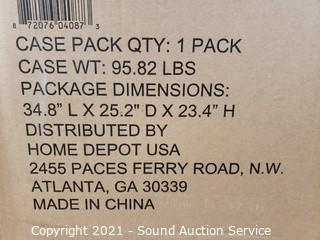 8 72076 04087 3
CASE PACK QTY: 1 PACK
CASE WT: 95.82 LBS
PACKAGE DIMENSIONS:
34.8" L X 25.2" D X 23.4" H
DISTRIBUTED BY
HOME DEPOT USA
2455 PACES FERRY ROAD, N.W.
ATLANTA, GA 30339
MADE IN CHINA
Copyright 2021 - Sound Auction Service